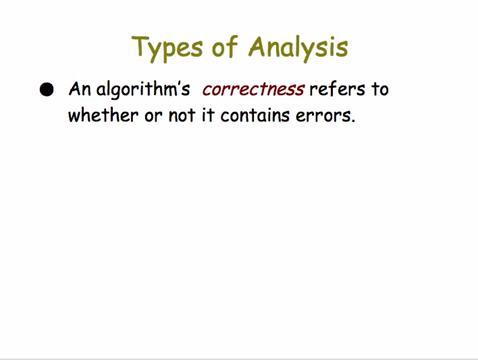 Types of Analysis
● An algorithm's correctness refers to
whether or not it contains errors.